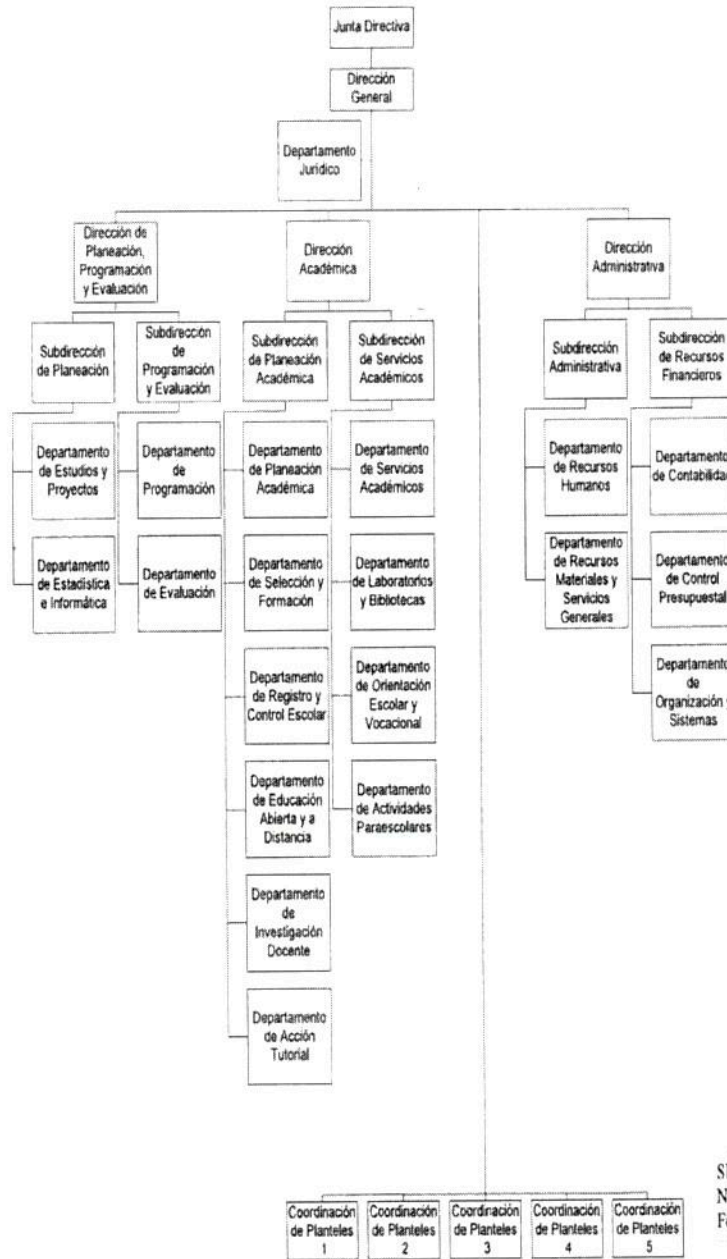 Junta Directiva
Dirección
General
Departamento
Jurídico
Dirección de
Planeación,
Programación
y Evaluación
Dirección
Académica
Dirección
Administrativa
Subdirección
de Planeación
Subdirección
de
Programación
y Evaluación
Subdirección
de Planeación
Académica
Subdirección
de Servicios
Académicos
Subdirección
Administrativa
Subdirección
de Recursos
Financieros
Departamento
de Estudios y
Proyectos
Departamento
de
Programación
Departamento
de Planeación
Académica
Departamento
de Servicios
Académicos
Departamento
de Recursos
Humanos
Departamento
de Contabilidad
Departamento
de Estadística
e Informática
Departamento
de Evaluación
Departamento
de Selección y
Formación
Departamento
de Laboratorios
y Bibliotecas
Departamento
de Recursos
Materiales y
Servicios
Generales
Departamento
de Control
Presupuestal
Departamento
de Registro y
Control Escolar
Departamento
de Orientación
Escolar y
Vocacional
Departamento
de
Organización
Sistemas
Departamento
de Educación
Abierta y a
Distancia
Departamento
de Actividades
Paraescolares
Departamento
de
Investigación
Docente
Departamento
de Acción
Tutorial
Coordinación
de Planteles
1
Coordinación
de Planteles
2
Coordinación
de Planteles
3
Coordinación
de Planteles
4
Coordinación
de Planteles
5